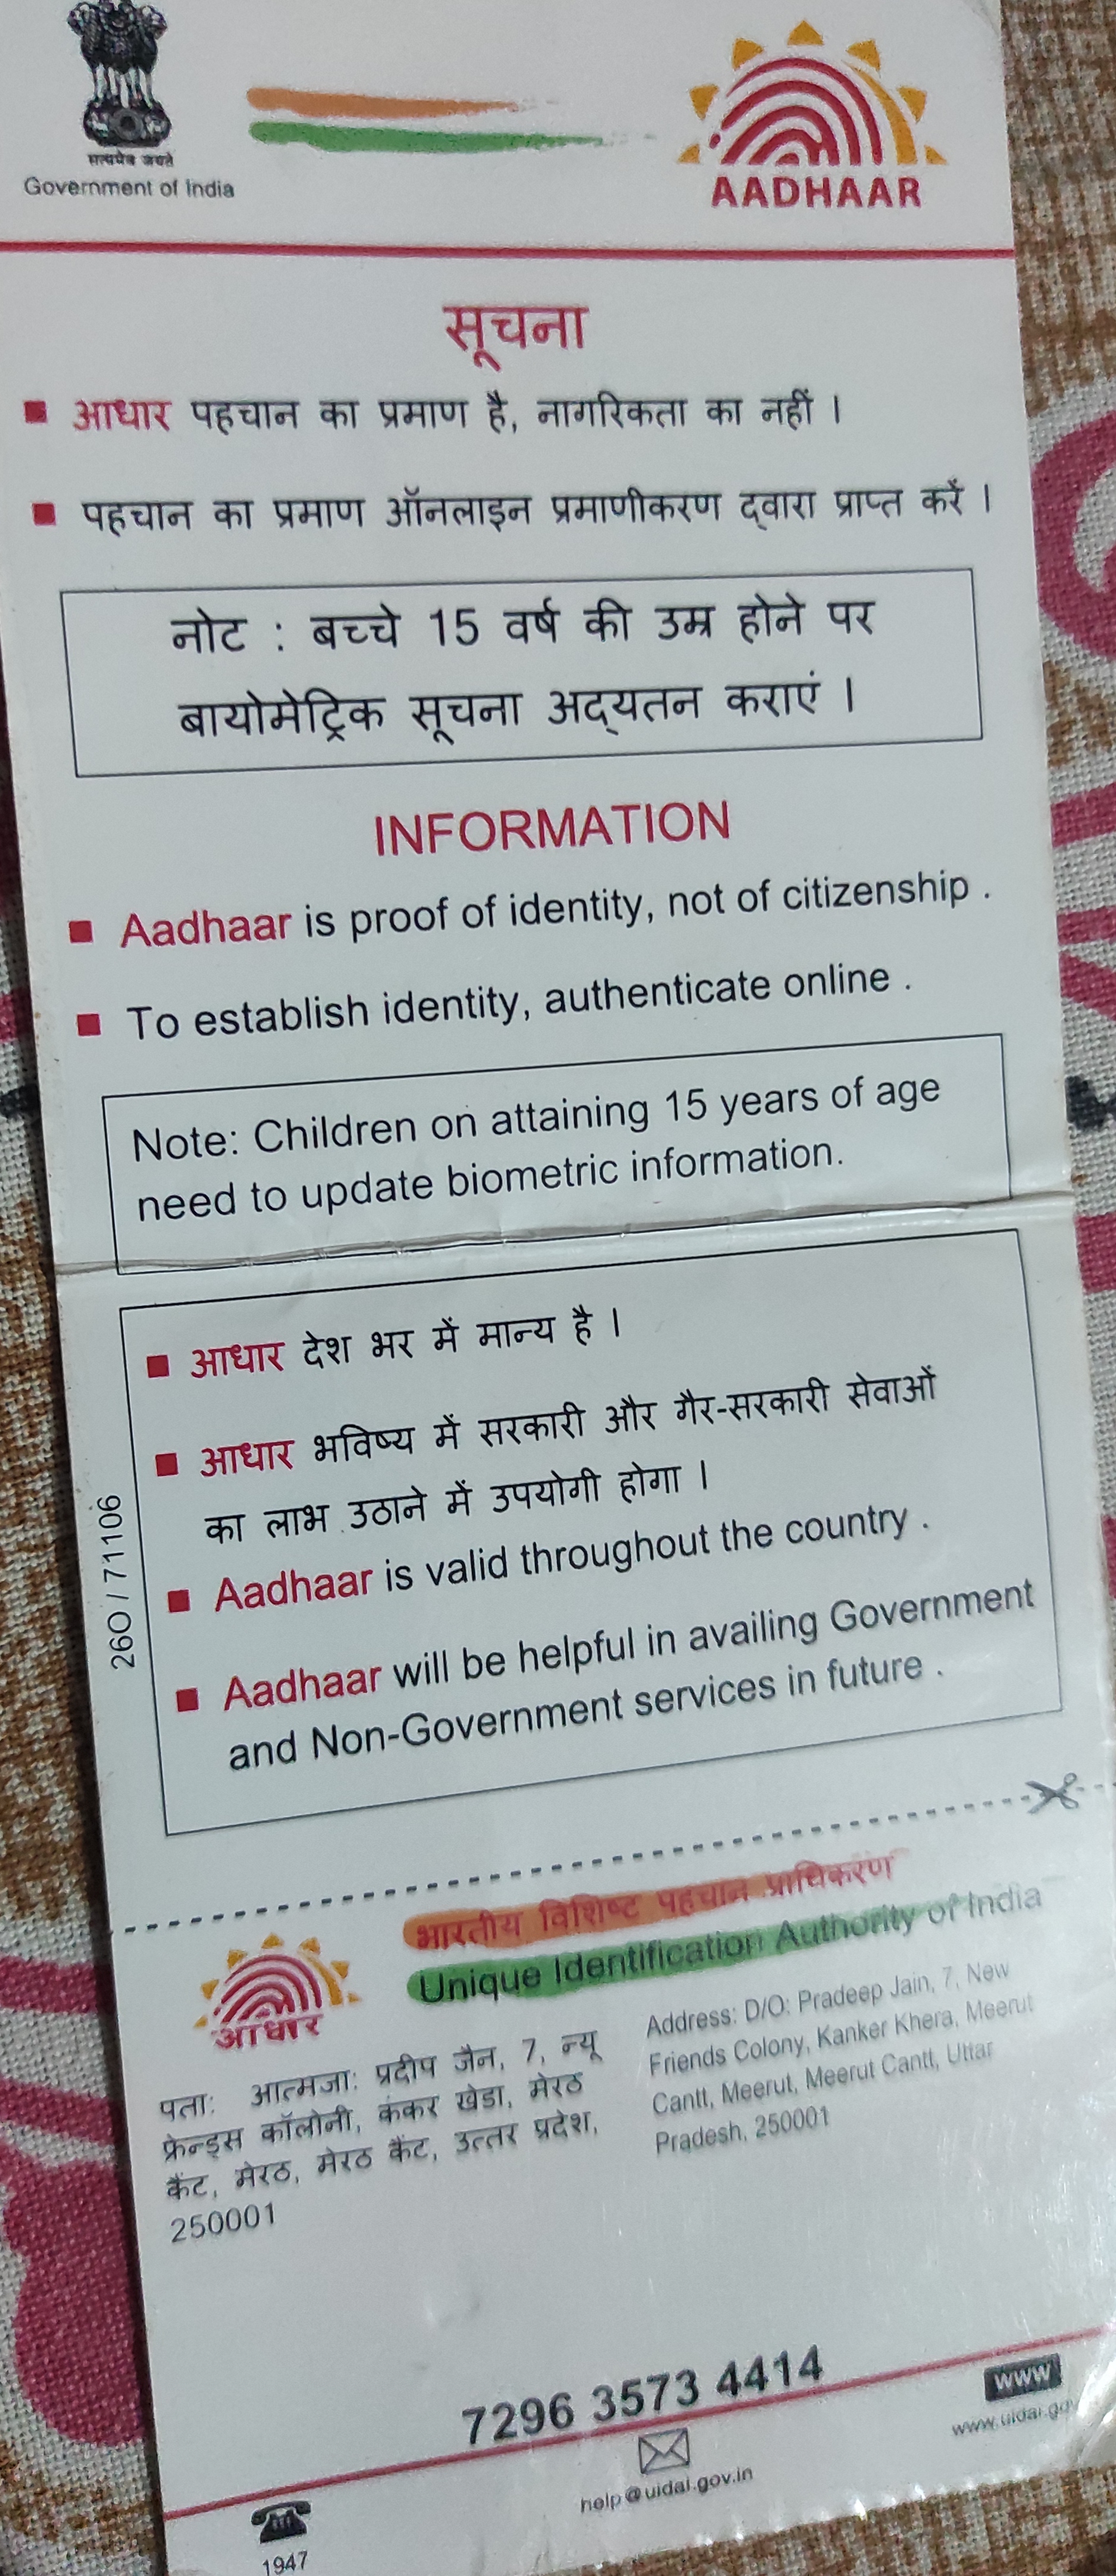 सत्यमेव जयते
Government of India
AADHAAR
सूचना
आधार पहचान का प्रमाण है, नागरिकता का नहीं ।
पहचान का प्रमाण ऑनलाइन प्रमाणीकरण द्वारा प्राप्त करें ।
नोट : बच्चे 15 वर्ष की उम्र होने पर
बायोमेट्रिक सूचना अद्यतन कराएं ।
INFORMATION
Aadhaar is proof of identity, not of citizenship .
To establish identity, authenticate online .
Note: Children on attaining 15 years of age
need to update biometric information.
आधार देश भर में मान्य है ।
आधार भविष्य में सरकारी और गैर-सरकारी सेवाओं
का लाभ उठाने में उपयोगी होगा ।
Aadhaar is valid throughout the country .
Aadhaar will be helpful in availing Government
and Non-Government services in future .
260 / 71106
भारतीय विशिष्ट पहचान प्राधिकरण
Unique Identification Authority of India
आधार
पता: आत्मजा: प्रदीप जैन, 7, न्यू
फ्रेन्ड्स कॉलोनी, कंकर खेडा, मेरठ
कैंट, मेरठ, मेरठ कैंट, उत्तर प्रदेश,
250001
Address: D/O: Pradeep Jain, 7, New
Friends Colony, Kanker Khera, Meerut
Cantt, Meerut, Meerut Cantt, Uttar
Pradesh, 250001
7296 3573 4414
1947
help@uidai.gov.in
www
www.uidai.gov